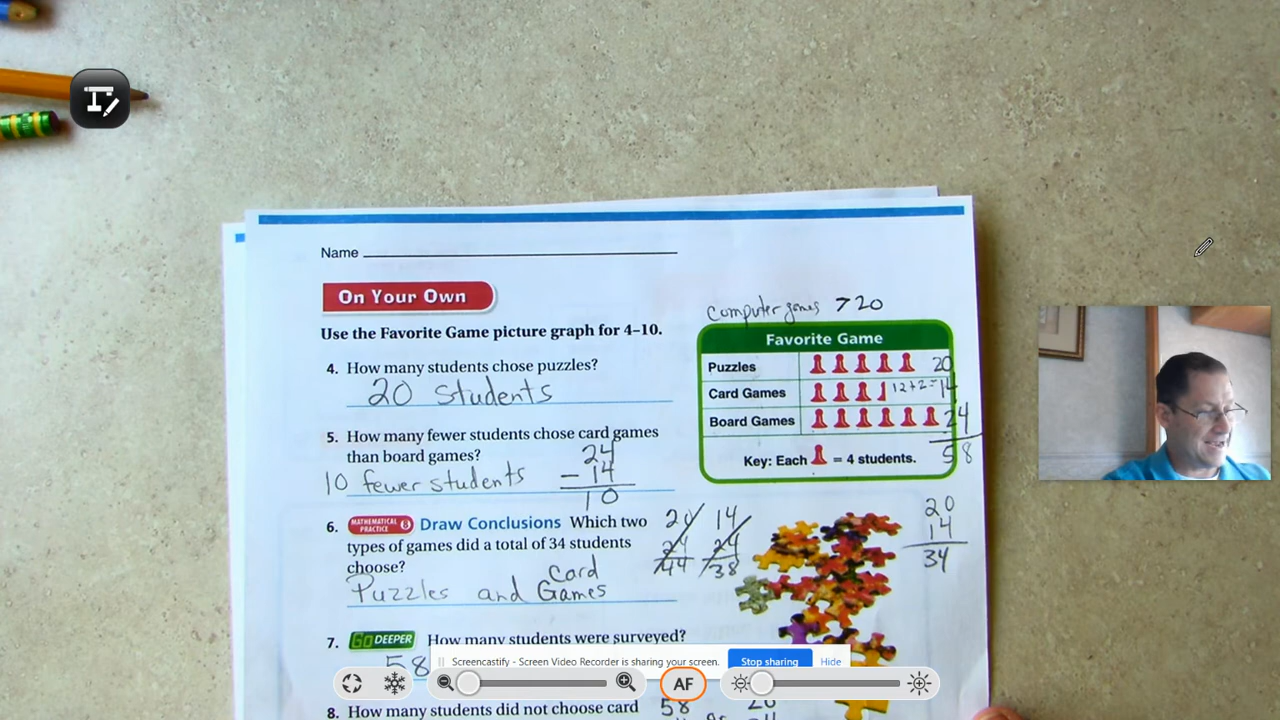 Name
On Your Own
Use the Favorite Game picture graph for 4–10.
4. How many students chose puzzles?
20 students
5. How many fewer students chose card games
than board games?
10 fewer students
24
- 14
10
6. MATHEMATICAL PRACTICE 8 Draw Conclusions Which two
types of games did a total of 34 students
choose?
Puzzles and Card Games
20 14
24 24
44 38
7. Go DEEPER How many students were surveyed?
58
8. How many students did not choose card
58
computer games > 20
Favorite Game
Puzzles 20
Card Games 12+2=14
Board Games 24
58
Key: Each = 4 students.
20
14
34
Screencastify - Screen Video Recorder is sharing your screen. Stop sharing Hide
AF